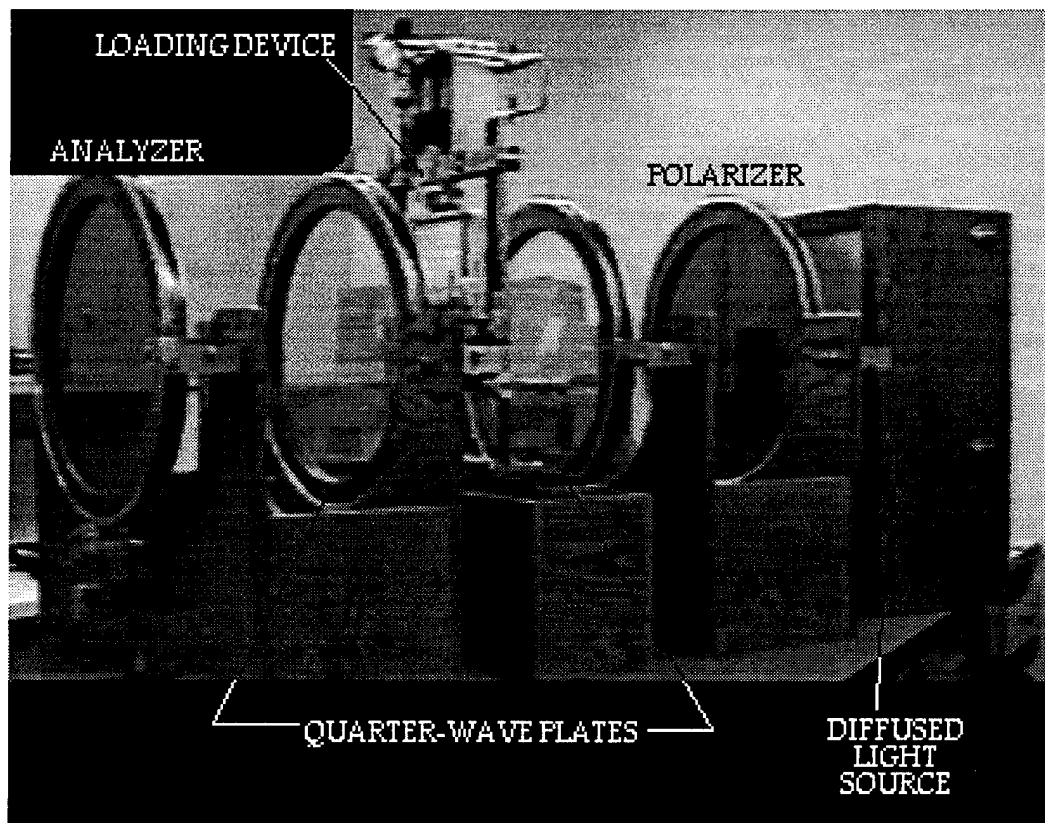 LOADING DEVICE
ANALYZER
POLARIZER
QUARTER-WAVE PLATES
DIFFUSED
LIGHT
SOURCE